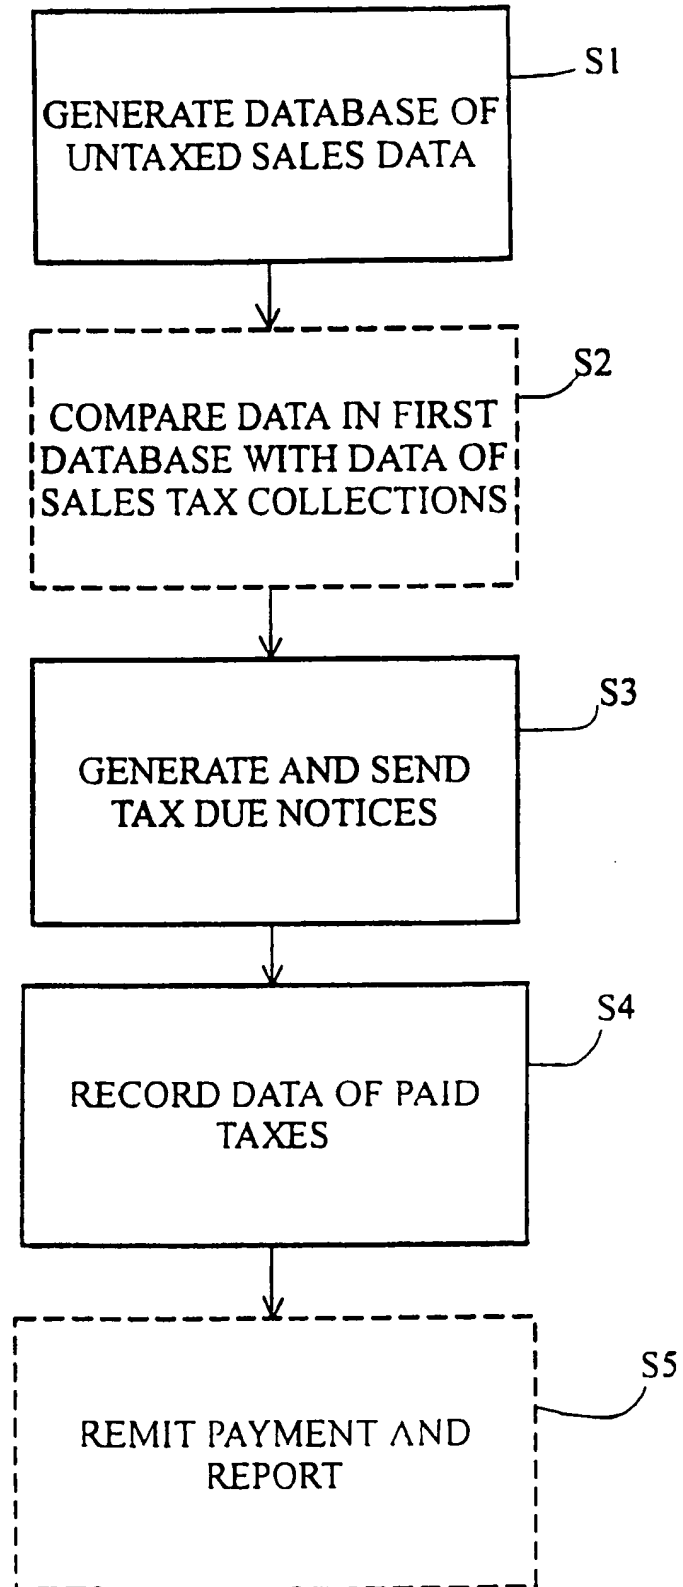 S1
GENERATE DATABASE OF
UNTAXED SALES DATA
S2
COMPARE DATA IN FIRST
DATABASE WITH DATA OF
SALES TAX COLLECTIONS
S3
GENERATE AND SEND
TAX DUE NOTICES
S4
RECORD DATA OF PAID
TAXES
S5
REMIT PAYMENT AND
REPORT